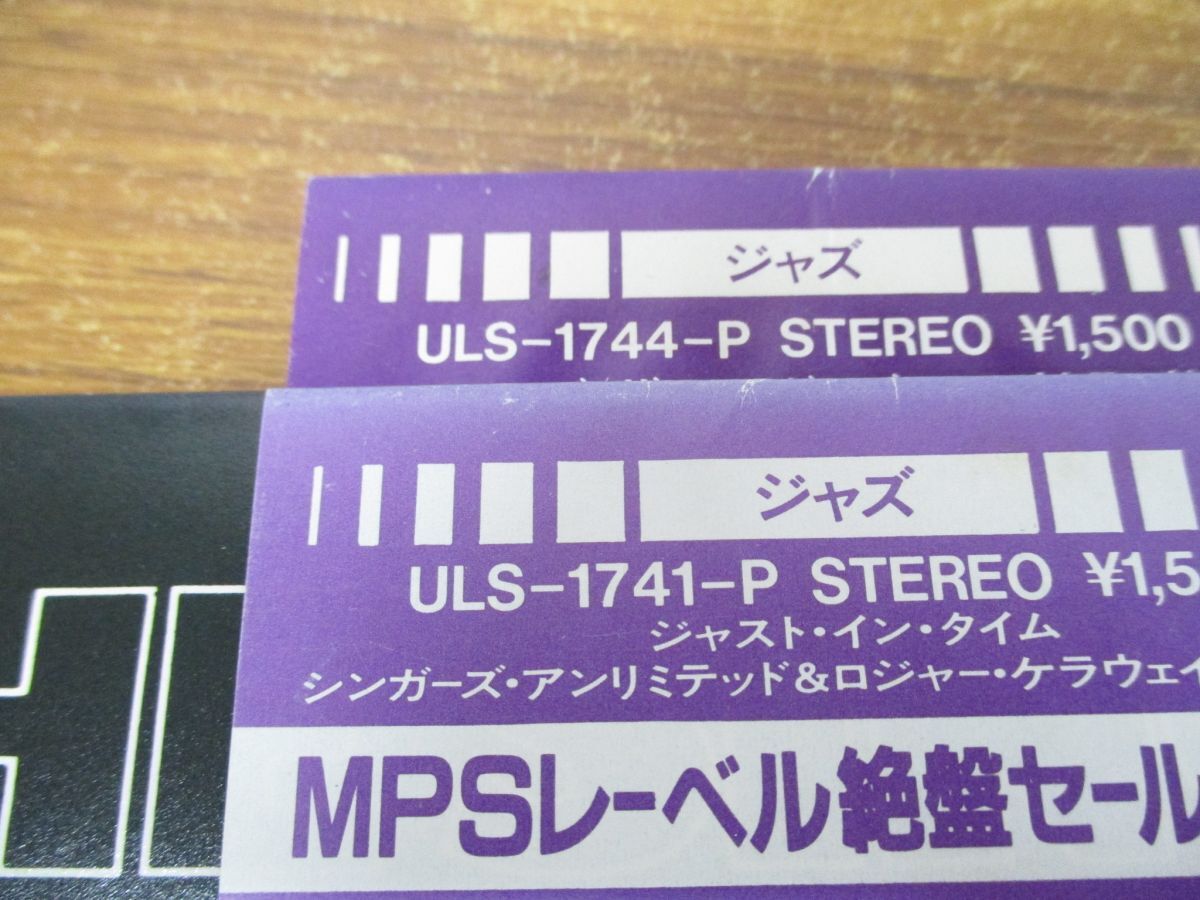 ジャズ
ULS-1744-P STEREO ¥1,500
ジャズ
ULS-1741-P STEREO ¥1,5
ジャスト・イン・タイム
シンガーズ・アンリミテッド&ロジャー・ケラウェイ
MPSレーベル絶盤セール